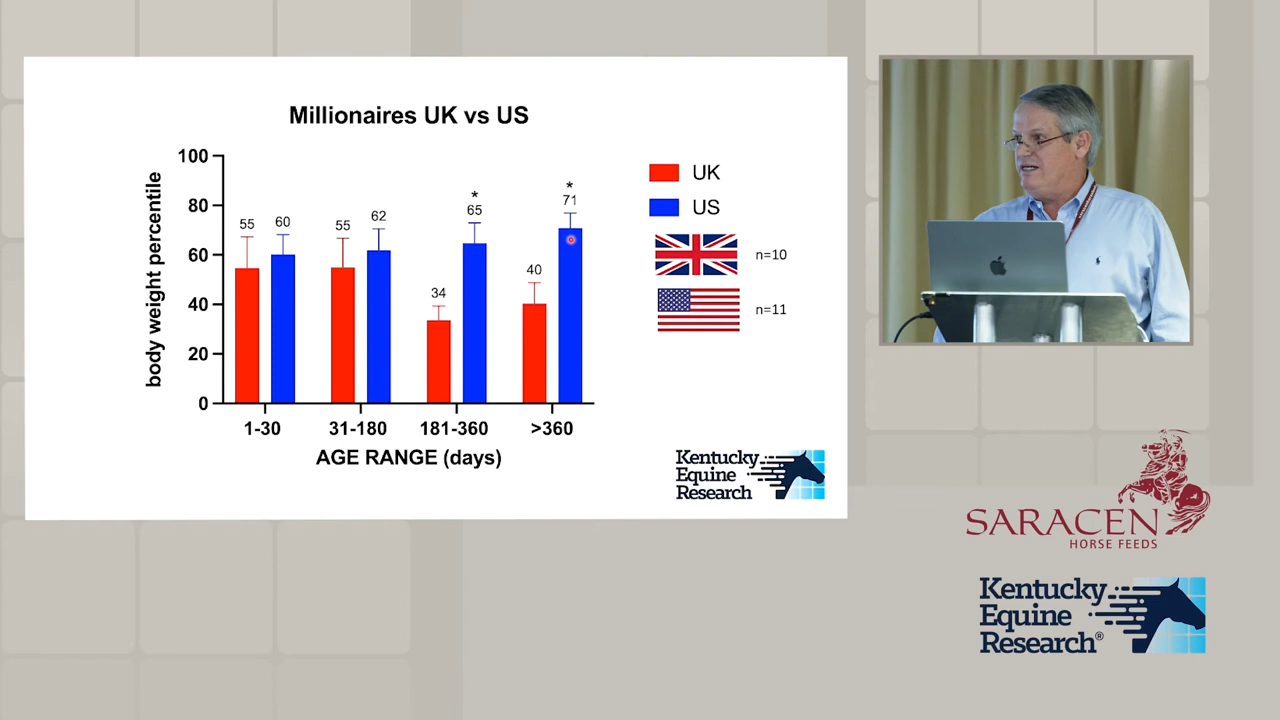 Millionaires UK vs US
body weight percentile
100
80
60
40
20
0
55
60
55
62
34
*
65
40
*
71
1-30
31-180
181-360
>360
AGE RANGE (days)
UK
US
n=10
n=11
Kentucky
Equine
Research
SARACEN
HORSE FEEDS
Kentucky
Equine
Research®